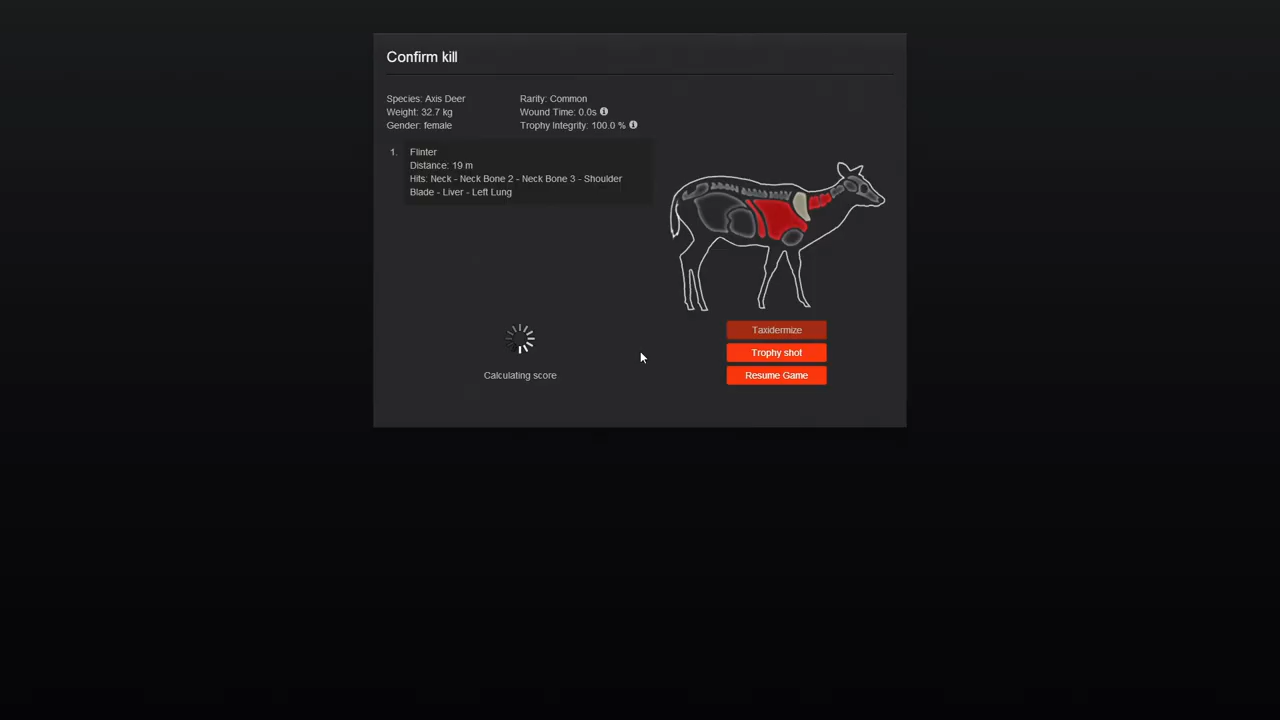 Confirm kill
Species: Axis Deer
Weight: 32.7 kg
Gender: female
Rarity: Common
Wound Time: 0.0s
Trophy Integrity: 100.0 %
1.
Flinter
Distance: 19 m
Hits: Neck - Neck Bone 2 - Neck Bone 3 - Shoulder
Blade - Liver - Left Lung
Calculating score
Taxidermize
Trophy shot
Resume Game